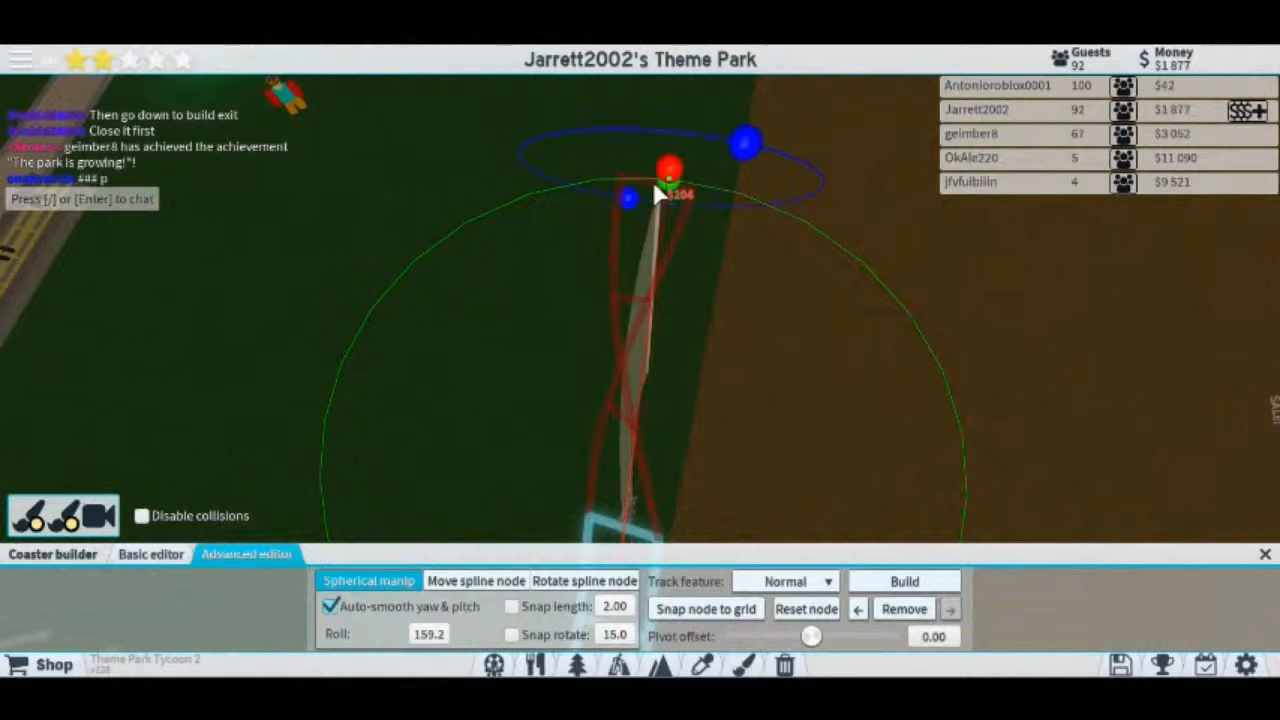 Jarrett2002's Theme Park
Guests
92
Money
$1 877
Antonioroblox0001 100 $42
Jarrett2002 92 $1 877 $$$+
geimber8 67 $3 052
OkAle220 5 $11 090
jfvfulbiiin 4 $9 521
Then go down to build exit
Close it first
geimber8 has achieved the achievement
"The park is growing!"!
### p
Press [/] or [Enter] to chat
$204
Disable collisions
Coaster builder Basic editor Advanced editor
Spherical manip Move spline node Rotate spline node Track feature: Normal Build
Auto-smooth yaw & pitch Snap length: 2.00 Snap node to grid Reset node Remove
Roll: 159.2 Snap rotate: 15.0 Pivot offset: 0.00
Shop Theme Park Tycoon 2